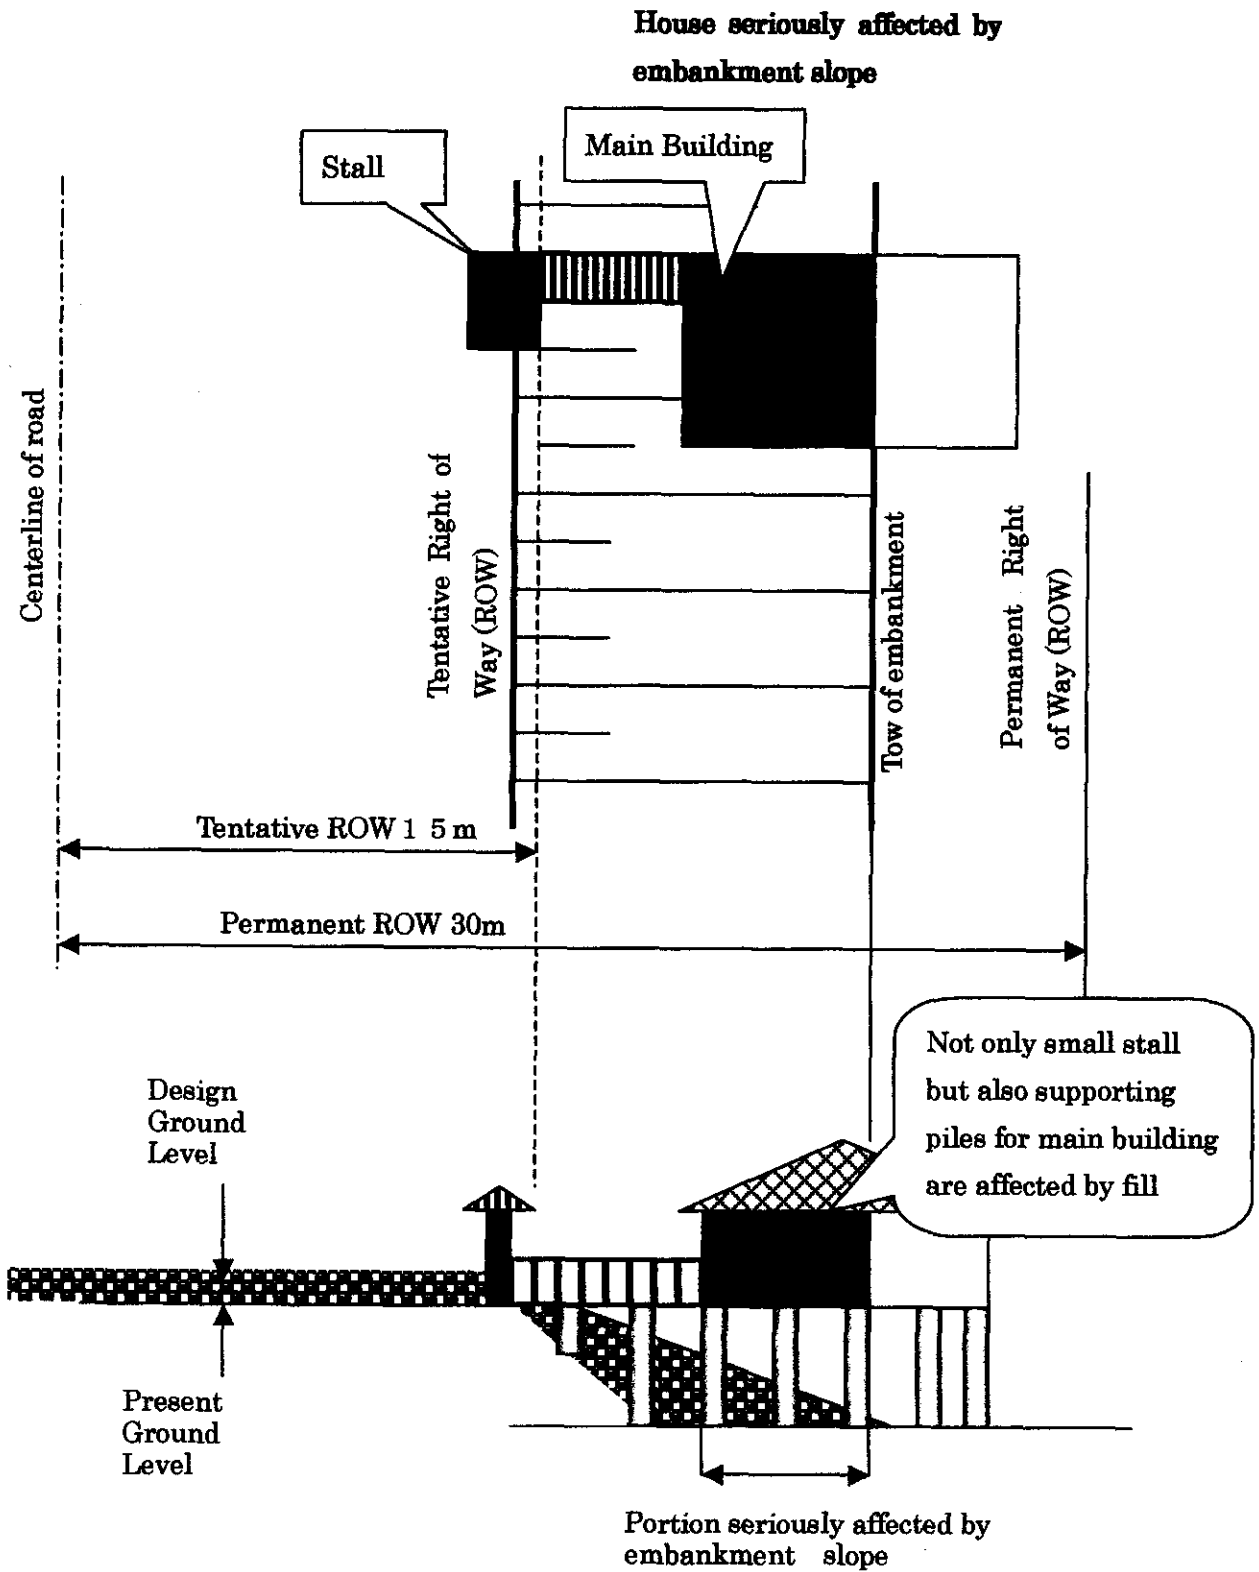 House seriously affected by
embankment slope
Main Building
Stall
Centerline of road
Tentative Right of
Way (ROW)
Tow of embankment
Permanent Right
of Way (ROW)
Tentative ROW 1 5 m
Permanent ROW 30m
Not only small stall
but also supporting
piles for main building
are affected by fill
Design
Ground
Level
Present
Ground
Level
Portion seriously affected by
embankment slope